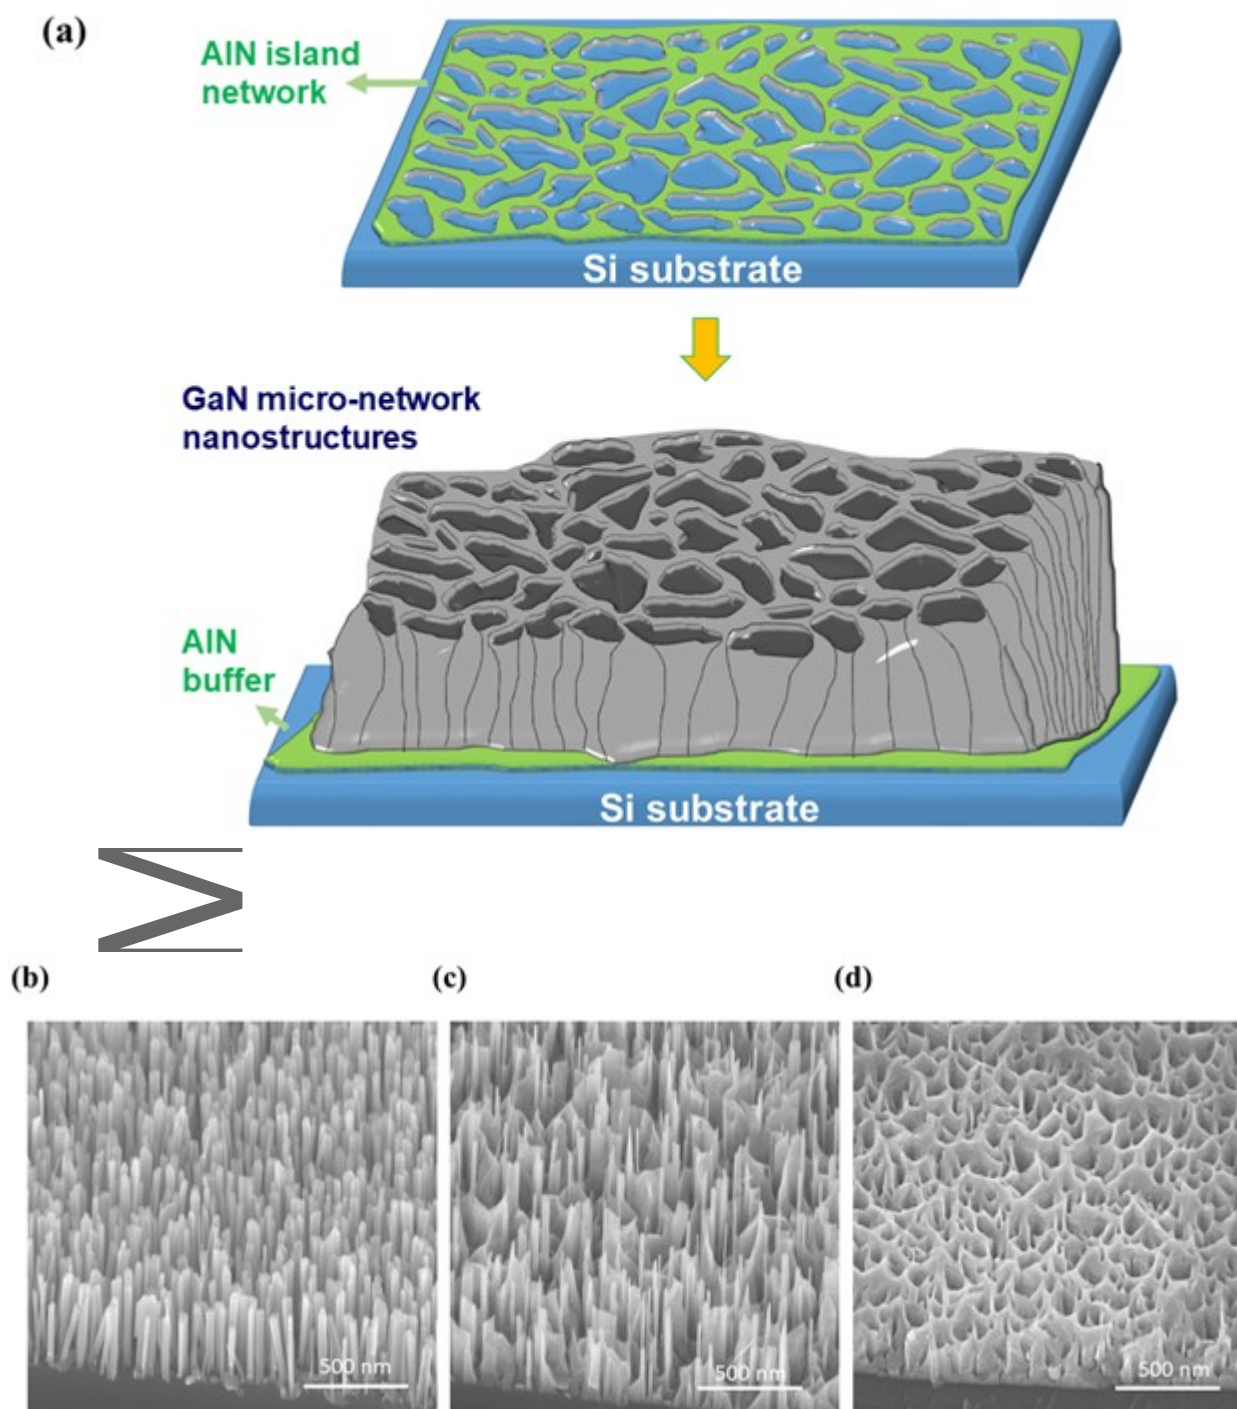 (a)
AlN island
network
Si substrate
GaN micro-network
nanostructures
AlN
buffer
Si substrate
(b)
(c)
(d)
500 nm
500 nm
500 nm